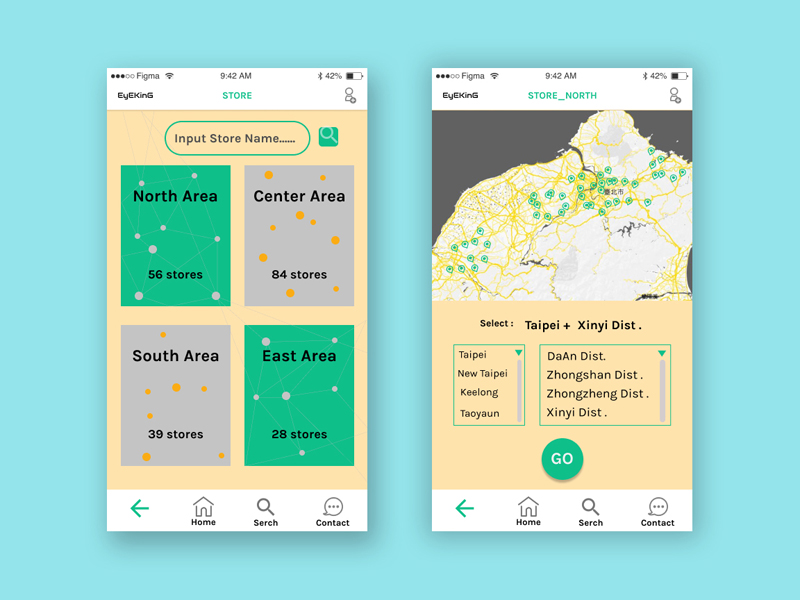 Figma 9:42 AM 42%
EyEKinG STORE
Input Store Name......
North Area Center Area
56 stores 84 stores
South Area East Area
39 stores 28 stores
Home Serch Contact
Figma 9:42 AM 42%
EyEKinG STORE_NORTH
臺北市
Select : Taipei + Xinyi Dist .
Taipei DaAn Dist.
New Taipei Zhongshan Dist .
Keelong Zhongzheng Dist .
Taoyaun Xinyi Dist .
GO
Home Serch Contact